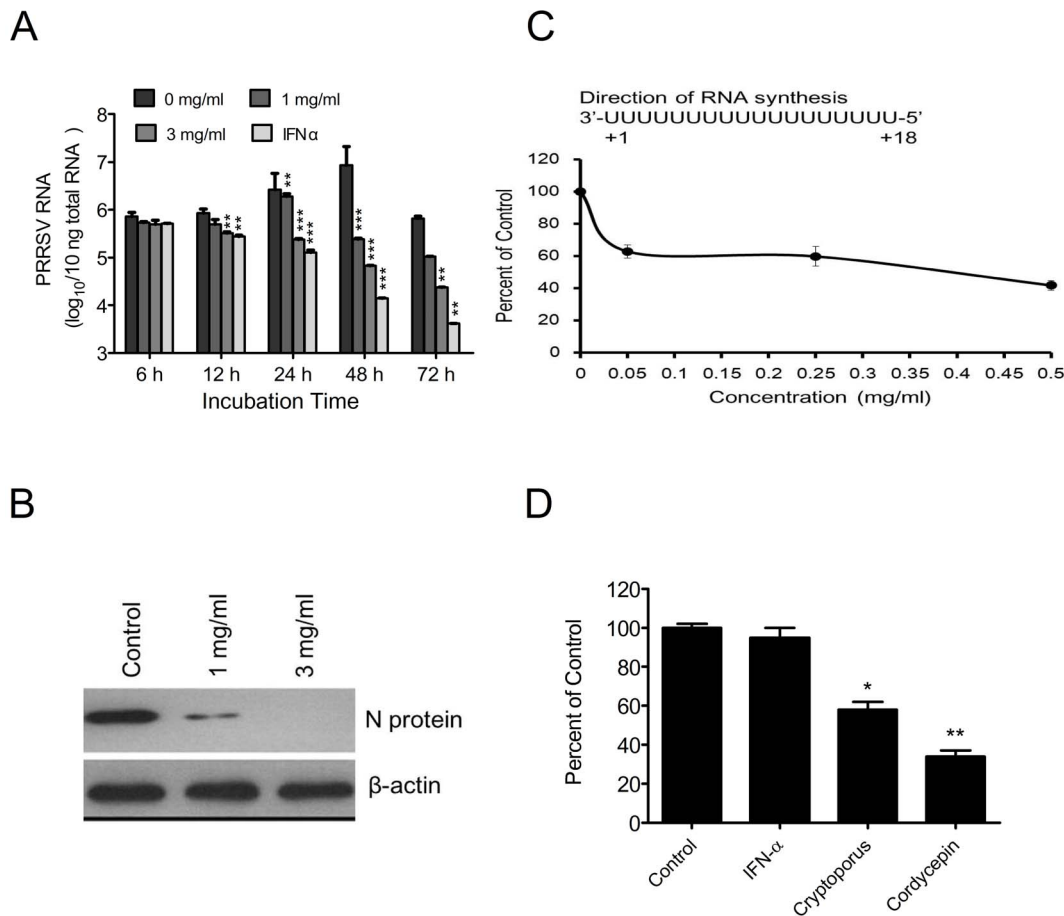 A
0 mg/ml
1 mg/ml
3 mg/ml
IFNα
PRRSV RNA
(log10/10 ng total RNA)
8
7
6
5
4
3
**
**
**
***
***
***
***
***
**
**
6 h
12 h
24 h
48 h
72 h
Incubation Time
C
Direction of RNA synthesis
3'-UUUUUUUUUUUUUUUUUU-5'
+1
+18
Percent of Control
120
100
80
60
40
20
0
0
0.05
0.1
0.15
0.2
0.25
0.3
0.35
0.4
0.45
0.5
Concentration (mg/ml)
B
Control
1 mg/ml
3 mg/ml
N protein
β-actin
D
Percent of Control
120
100
80
60
40
20
0
*
**
Control
IFN-α
Cryptoporus
Cordycepin